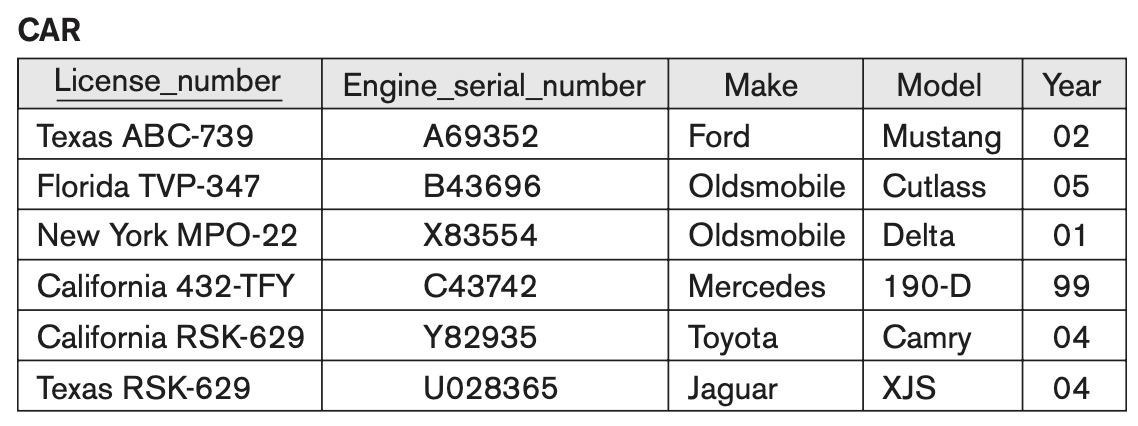 CAR
License_number Engine_serial_number Make Model Year
Texas ABC-739 A69352 Ford Mustang 02
Florida TVP-347 B43696 Oldsmobile Cutlass 05
New York MPO-22 X83554 Oldsmobile Delta 01
California 432-TFY C43742 Mercedes 190-D 99
California RSK-629 Y82935 Toyota Camry 04
Texas RSK-629 U028365 Jaguar XJS 04